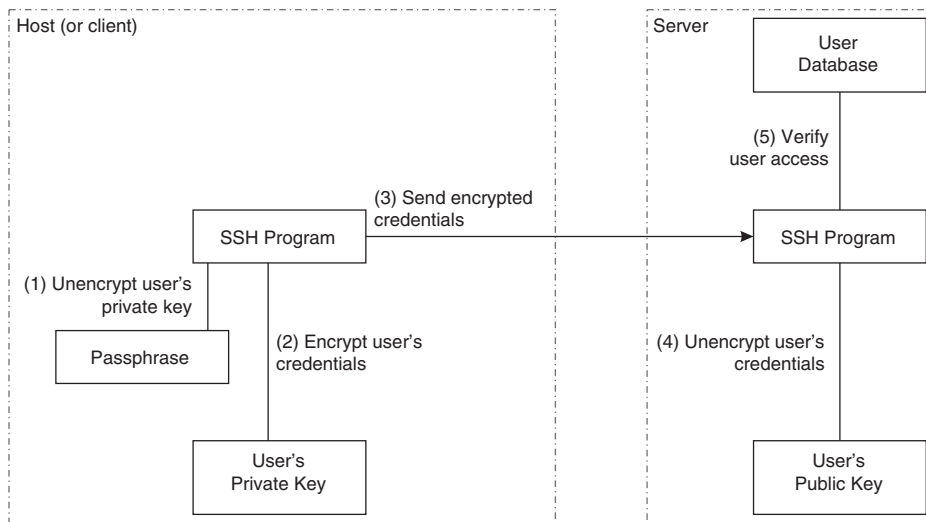 Host (or client)
Server
User
Database
(5) Verify
user access
(3) Send encrypted
credentials
SSH Program
SSH Program
(1) Unencrypt user’s
private key
Passphrase
(2) Encrypt user’s
credentials
(4) Unencrypt user’s
credentials
User’s
Private Key
User’s
Public Key